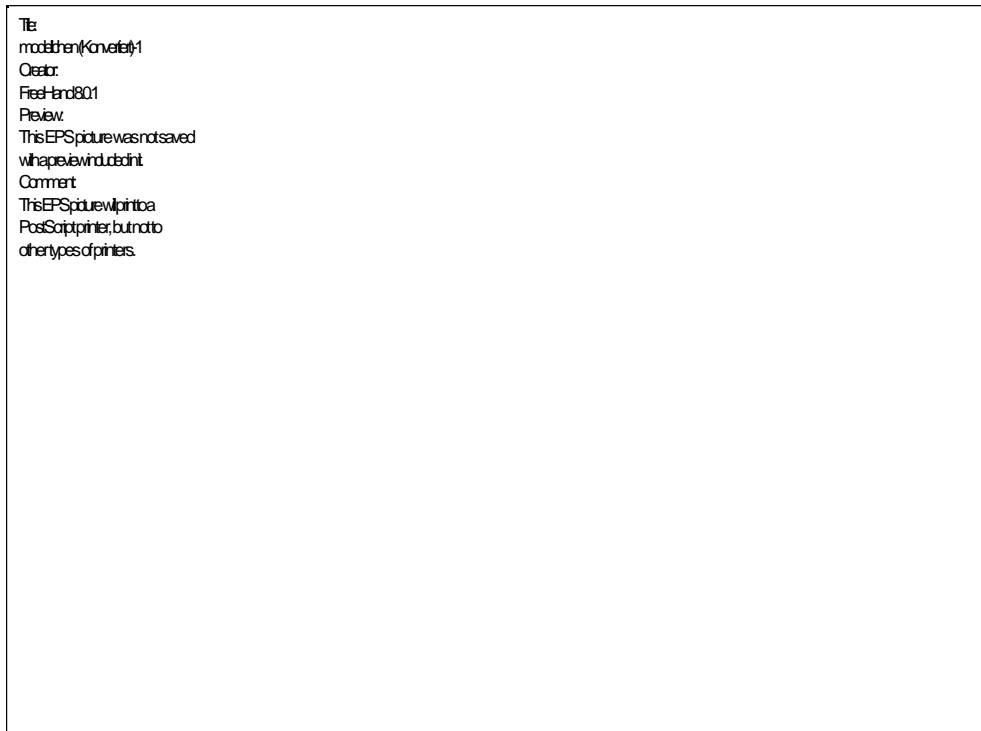 Title:
modellchen (Konvertiert)-1
Creator:
FreeHand 8.0.1
Preview:
This EPS picture was not saved
with a preview included in it.
Comment:
This EPS picture will print to a
PostScript printer, but not to
other types of printers.